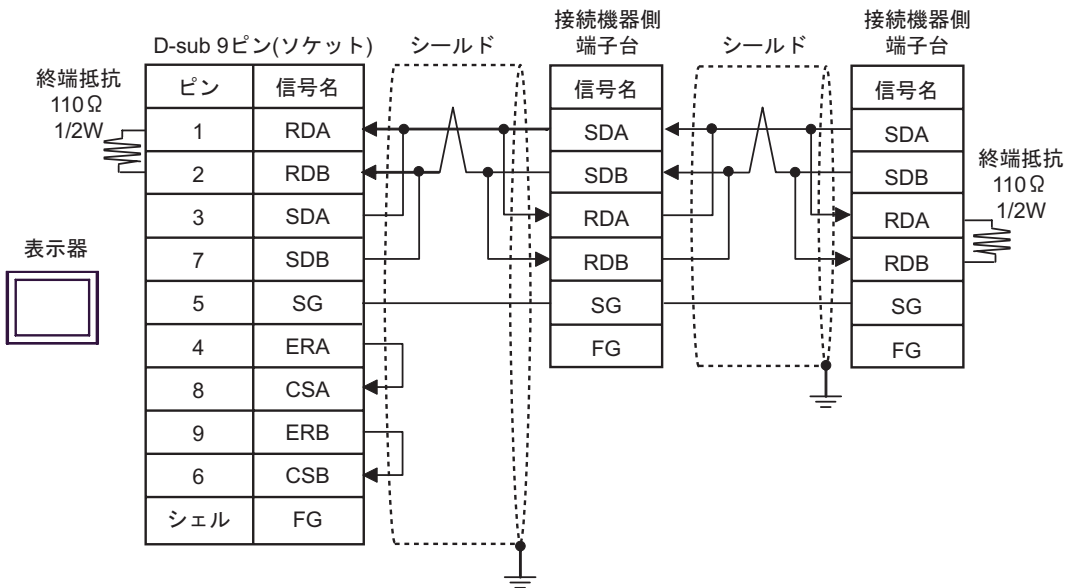 接続機器側
端子台
接続機器側
端子台
D-sub 9ピン(ソケット)
シールド
シールド
終端抵抗
110Ω
1/2W
ピン 信号名
1 RDA
2 RDB
3 SDA
7 SDB
5 SG
4 ERA
8 CSA
9 ERB
6 CSB
シェル FG
表示器
信号名
SDA
SDB
RDA
RDB
SG
FG
信号名
SDA
SDB
RDA
RDB
SG
FG
終端抵抗
110Ω
1/2W